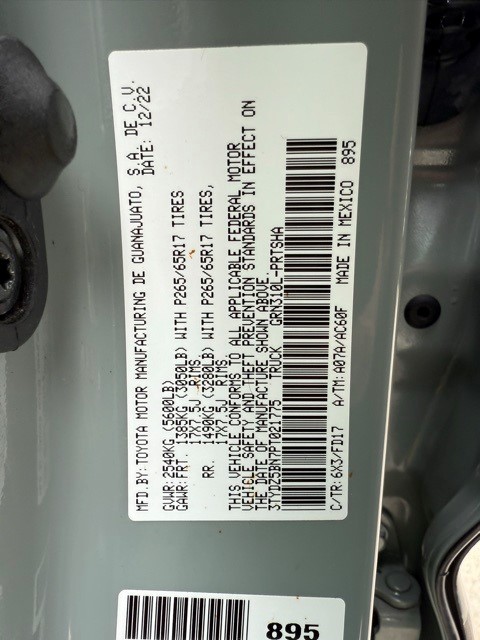 MFD. BY: TOYOTA MOTOR MANUFACTURING DE GUANAJUATO, S.A. DE C.V.
DATE: 12/22
GVWR: 2540KG (5600LB)
GAWR: FRT. 1385KG (3050LB) WITH P265/65R17 TIRES
17X7.5J RIMS
RR. 1490KG (3280LB) WITH P265/65R17 TIRES,
17X7.5J RIMS
THIS VEHICLE CONFORMS TO ALL APPLICABLE FEDERAL MOTOR
VEHICLE SAFETY AND THEFT PREVENTION STANDARDS IN EFFECT ON
THE DATE OF MANUFACTURE SHOWN ABOVE.
3TYDZ5BN7PT021775 TRUCK GRN310L-PRTSHA
C/TR: 6X3/FD17 A/TM: A07A/AC60F MADE IN MEXICO 895
895